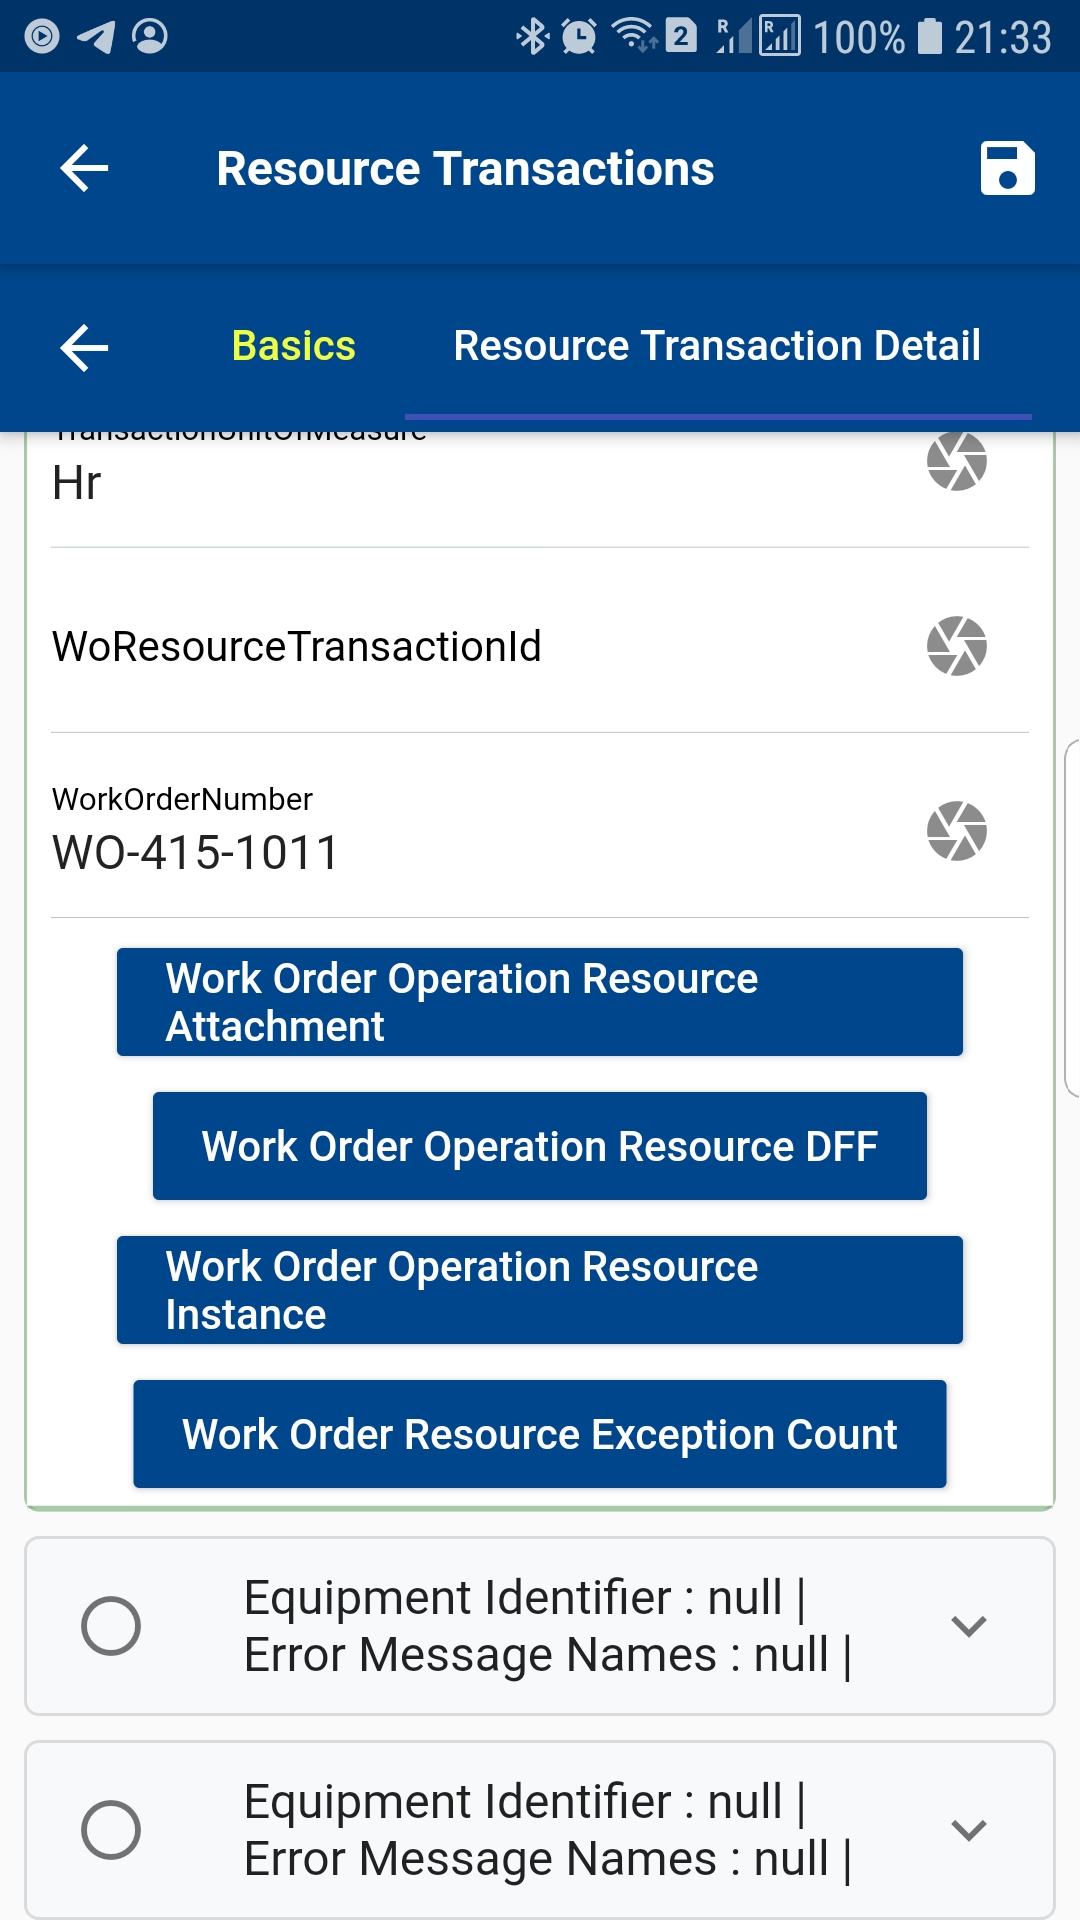 2 R R 100% 21:33
Resource Transactions
Basics Resource Transaction Detail
TransactionUnitOfMeasure
Hr
WoResourceTransactionId
WorkOrderNumber
WO-415-1011
Work Order Operation Resource
Attachment
Work Order Operation Resource DFF
Work Order Operation Resource
Instance
Work Order Resource Exception Count
Equipment Identifier : null |
Error Message Names : null |
Equipment Identifier : null |
Error Message Names : null |